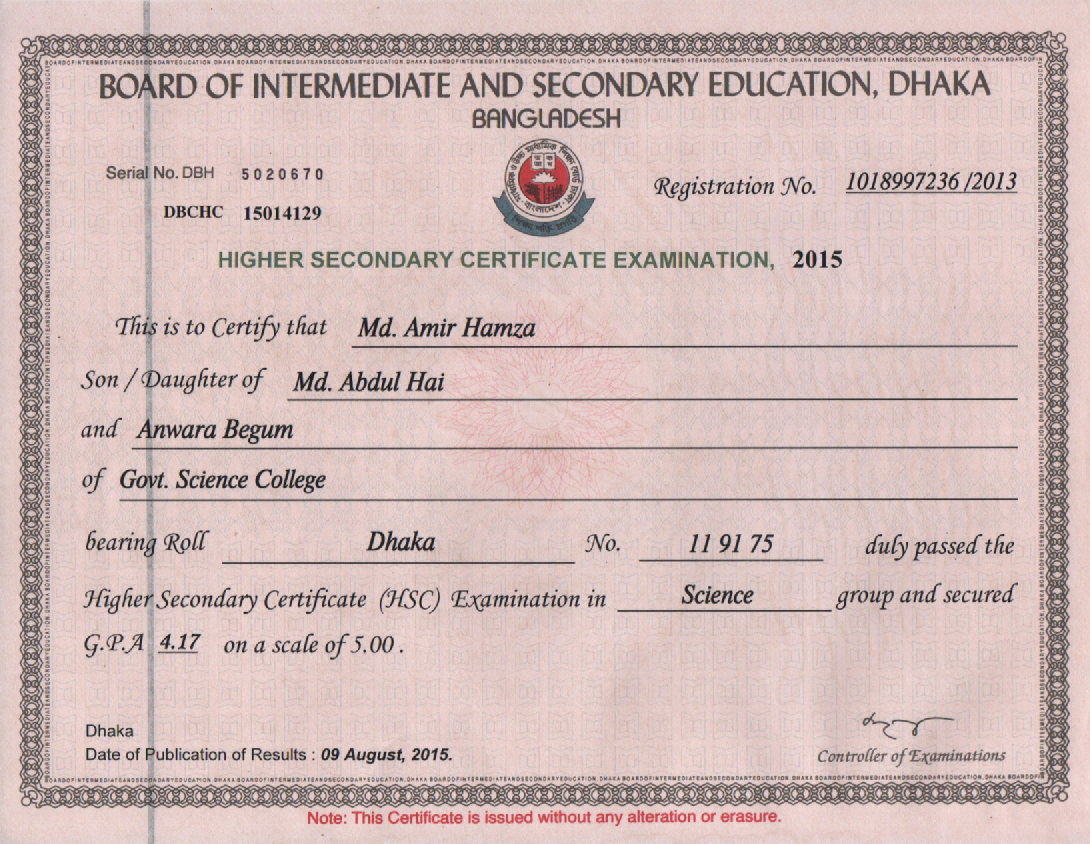 BOARD OF INTERMEDIATE AND SECONDARY EDUCATION, DHAKA
BANGLADESH
Serial No. DBH 5020670
Registration No. 1018997236 /2013
DBCHC 15014129
HIGHER SECONDARY CERTIFICATE EXAMINATION, 2015
This is to Certify that Md. Amir Hamza
Son / Daughter of Md. Abdul Hai
and Anwara Begum
of Govt. Science College
bearing Roll Dhaka No. 11 91 75 duly passed the
Higher Secondary Certificate (HSC) Examination in Science group and secured
G.P.A 4.17 on a scale of 5.00 .
Dhaka
Date of Publication of Results : 09 August, 2015.
Controller of Examinations
Note: This Certificate is issued without any alteration or erasure.